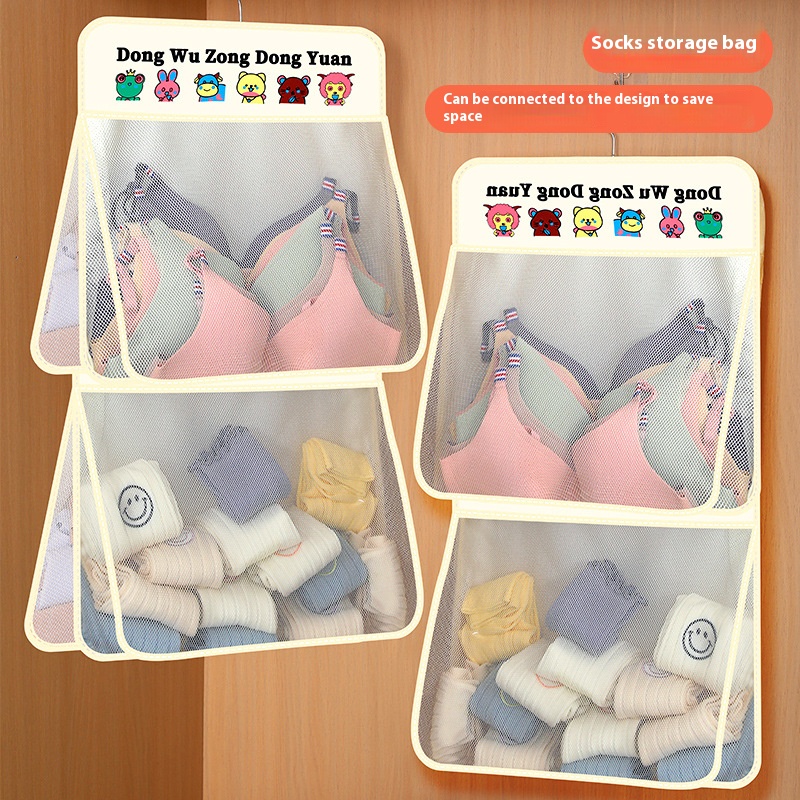 Dong Wu Zong Dong Yuan
Socks storage bag
Can be connected to the design to save
space
Dong Wu Zong Dong Yuan